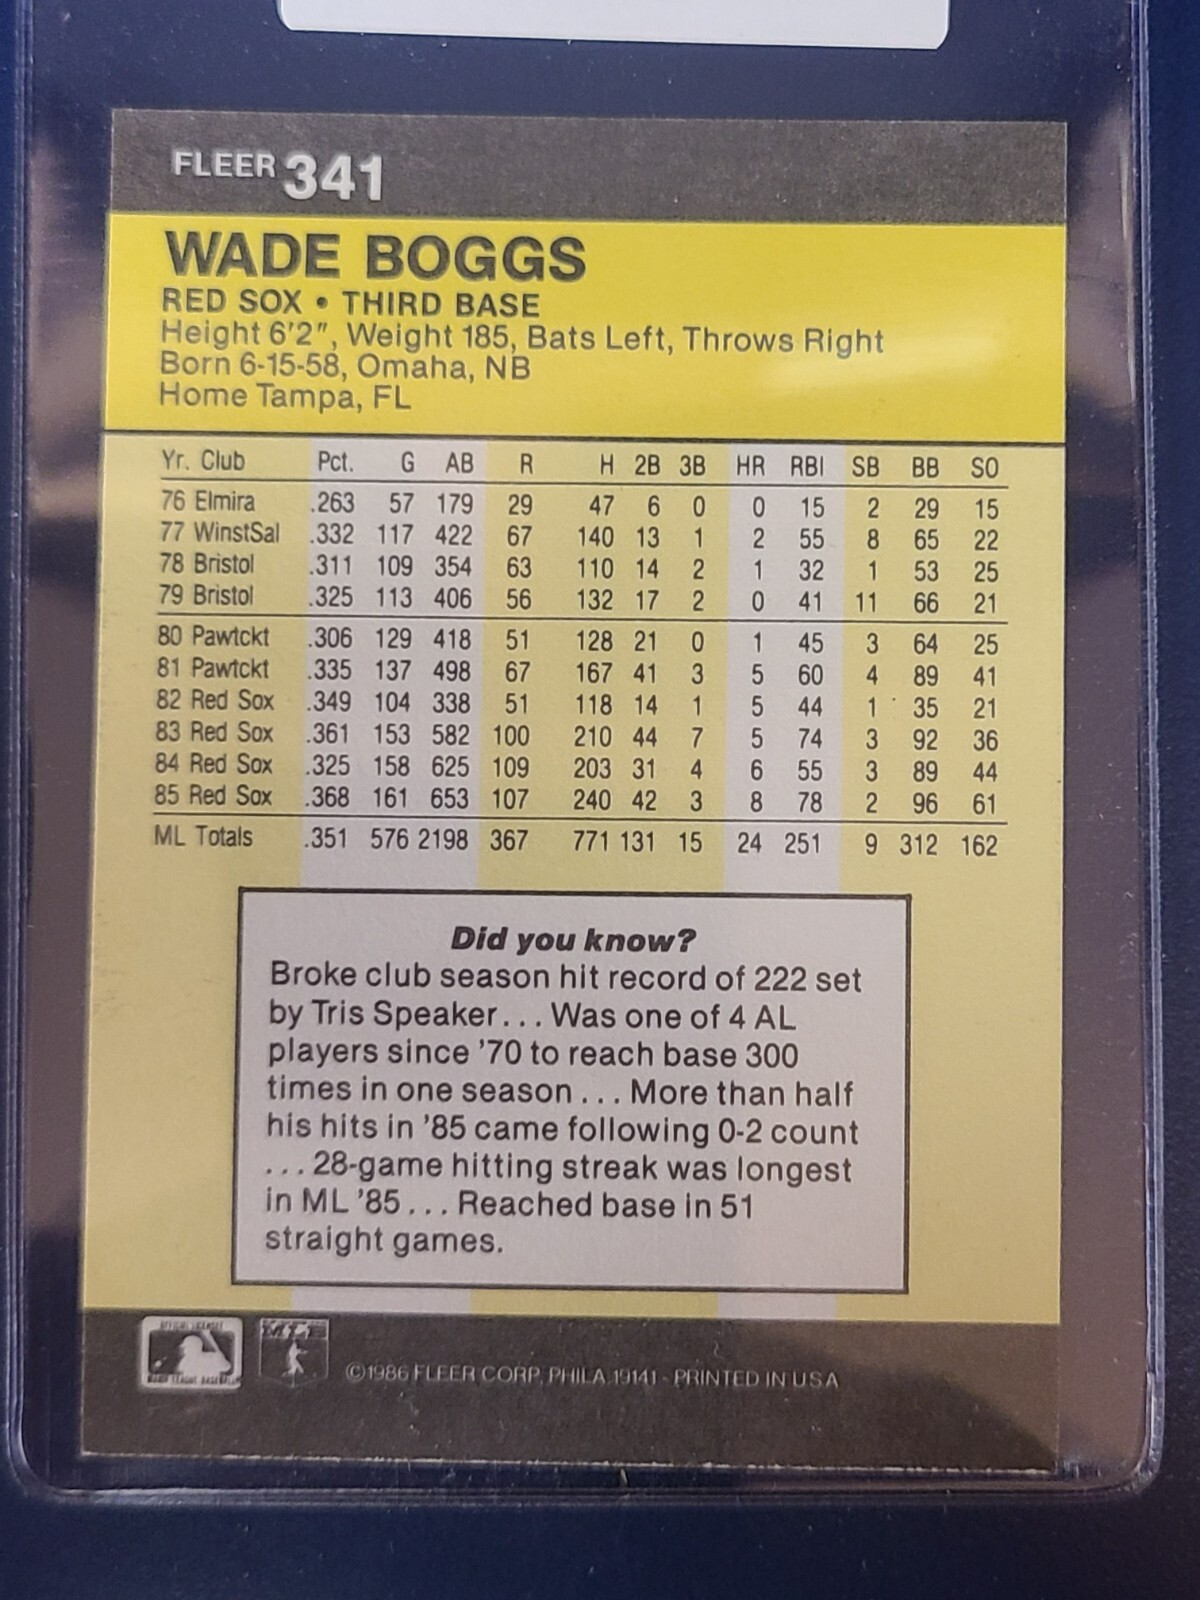 FLEER 341
WADE BOGGS
RED SOX • THIRD BASE
Height 6'2", Weight 185, Bats Left, Throws Right
Born 6-15-58, Omaha, NB
Home Tampa, FL
Yr. Club Pct. G AB R H 2B 3B HR RBI SB BB SO
76 Elmira .263 57 179 29 47 6 0 0 15 2 29 15
77 WinstSal .332 117 422 67 140 13 1 2 55 8 65 22
78 Bristol .311 109 354 63 110 14 2 1 32 1 53 25
79 Bristol .325 113 406 56 132 17 2 0 41 11 66 21
80 Pawtckt .306 129 418 51 128 21 0 1 45 3 64 25
81 Pawtckt .335 137 498 67 167 41 3 5 60 4 89 41
82 Red Sox .349 104 338 51 118 14 1 5 44 1 35 21
83 Red Sox .361 153 582 100 210 44 7 5 74 3 92 36
84 Red Sox .325 158 625 109 203 31 4 6 55 3 89 44
85 Red Sox .368 161 653 107 240 42 3 8 78 2 96 61
ML Totals .351 576 2198 367 771 131 15 24 251 9 312 162
Did you know?
Broke club season hit record of 222 set
by Tris Speaker... Was one of 4 AL
players since '70 to reach base 300
times in one season... More than half
his hits in '85 came following 0-2 count
...28-game hitting streak was longest
in ML '85... Reached base in 51
straight games.
MLB
©1986 FLEER CORP. PHILA 19141 - PRINTED IN U S A